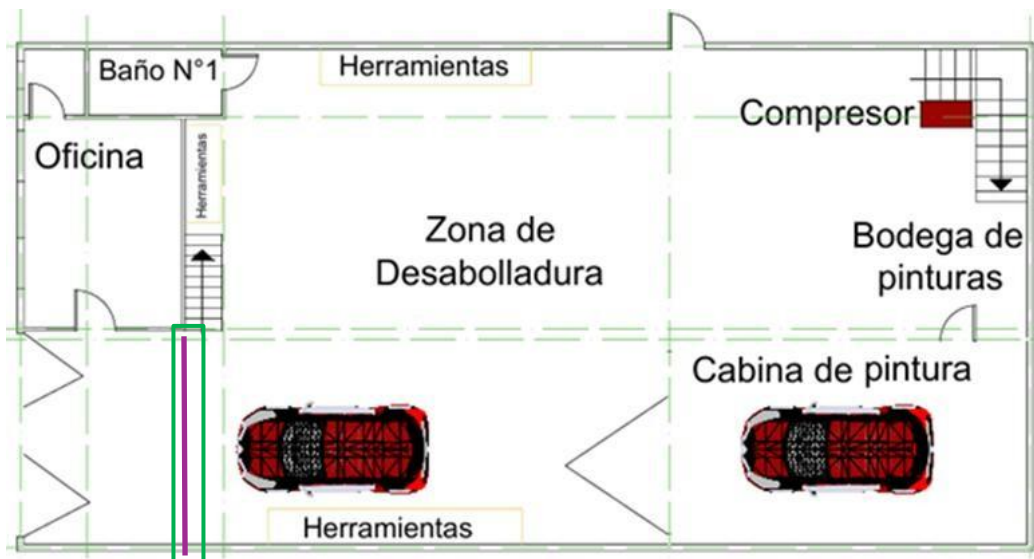 Baño N°1
Herramientas
Compresor
Oficina
Herramientas
Zona de
Desabolladura
Bodega de
pinturas
Cabina de pintura
Herramientas